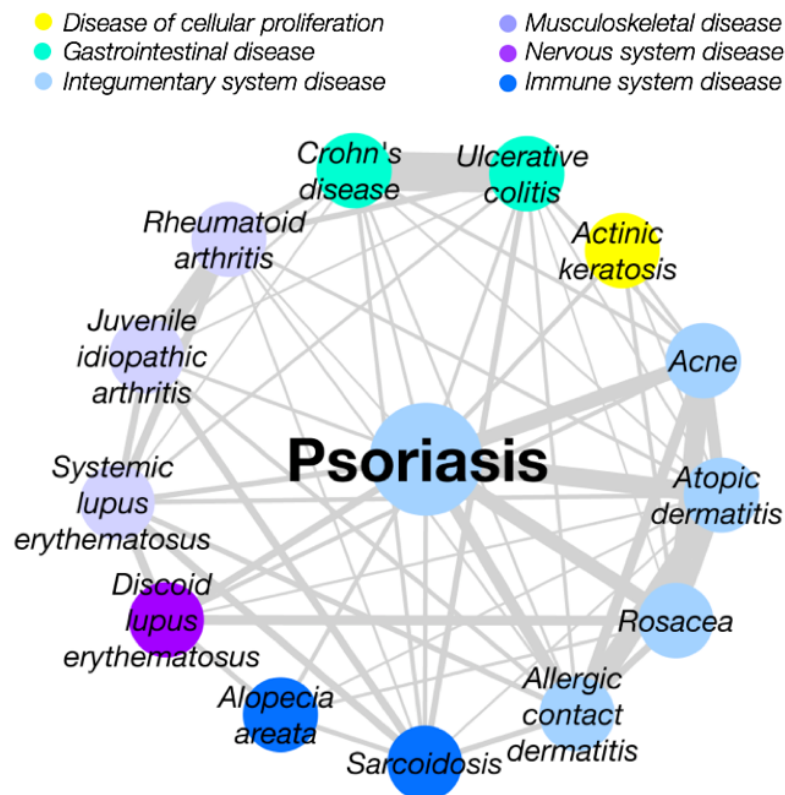 Disease of cellular proliferation
Gastrointestinal disease
Integumentary system disease
Musculoskeletal disease
Nervous system disease
Immune system disease
Crohn's
disease
Ulcerative
colitis
Rheumatoid
arthritis
Actinic
keratosis
Juvenile
idiopathic
arthritis
Acne
Psoriasis
Systemic
lupus
erythematosus
Atopic
dermatitis
Discoid
lupus
erythematosus
Rosacea
Alopecia
areata
Allergic
contact
dermatitis
Sarcoidosis